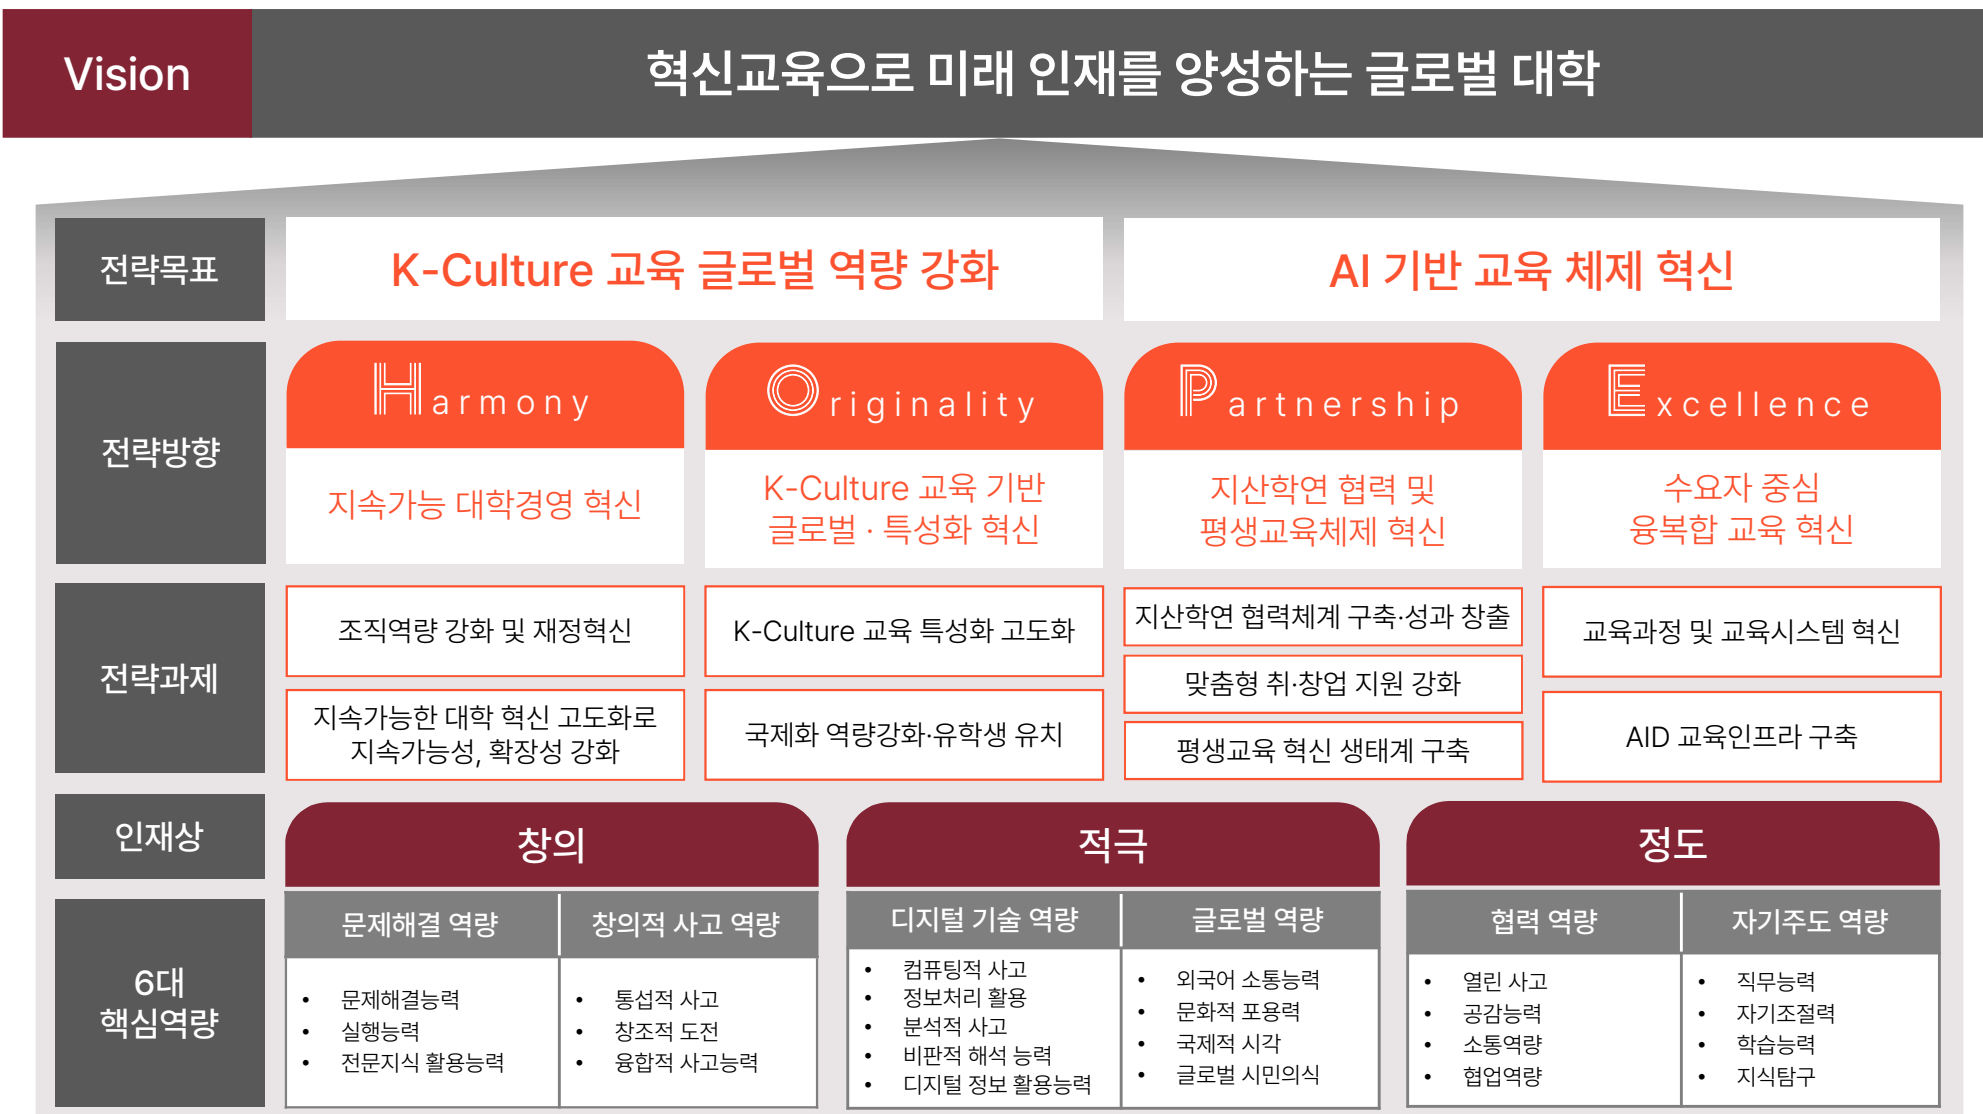 Vision
혁신교육으로 미래 인재를 양성하는 글로벌 대학
전략목표
K-Culture 교육 글로벌 역량 강화
AI 기반 교육 체제 혁신
전략방향
Harmony
지속가능 대학경영 혁신
Originality
K-Culture 교육 기반
글로벌 · 특성화 혁신
Partnership
지산학연 협력 및
평생교육체제 혁신
Excellence
수요자 중심
융복합 교육 혁신
전략과제
조직역량 강화 및 재정혁신
지속가능한 대학 혁신 고도화로
지속가능성, 확장성 강화
K-Culture 교육 특성화 고도화
국제화 역량강화·유학생 유치
지산학연 협력체계 구축·성과 창출
맞춤형 취·창업 지원 강화
평생교육 혁신 생태계 구축
교육과정 및 교육시스템 혁신
AID 교육인프라 구축
인재상
창의
적극
정도
6대
핵심역량
문제해결 역량
• 문제해결능력
• 실행능력
• 전문지식 활용능력
창의적 사고 역량
• 통섭적 사고
• 창조적 도전
• 융합적 사고능력
디지털 기술 역량
• 컴퓨팅적 사고
• 정보처리 활용
• 분석적 사고
• 비판적 해석 능력
• 디지털 정보 활용능력
글로벌 역량
• 외국어 소통능력
• 문화적 포용력
• 국제적 시각
• 글로벌 시민의식
협력 역량
• 열린 사고
• 공감능력
• 소통역량
• 협업역량
자기주도 역량
• 직무능력
• 자기조절력
• 학습능력
• 지식탐구